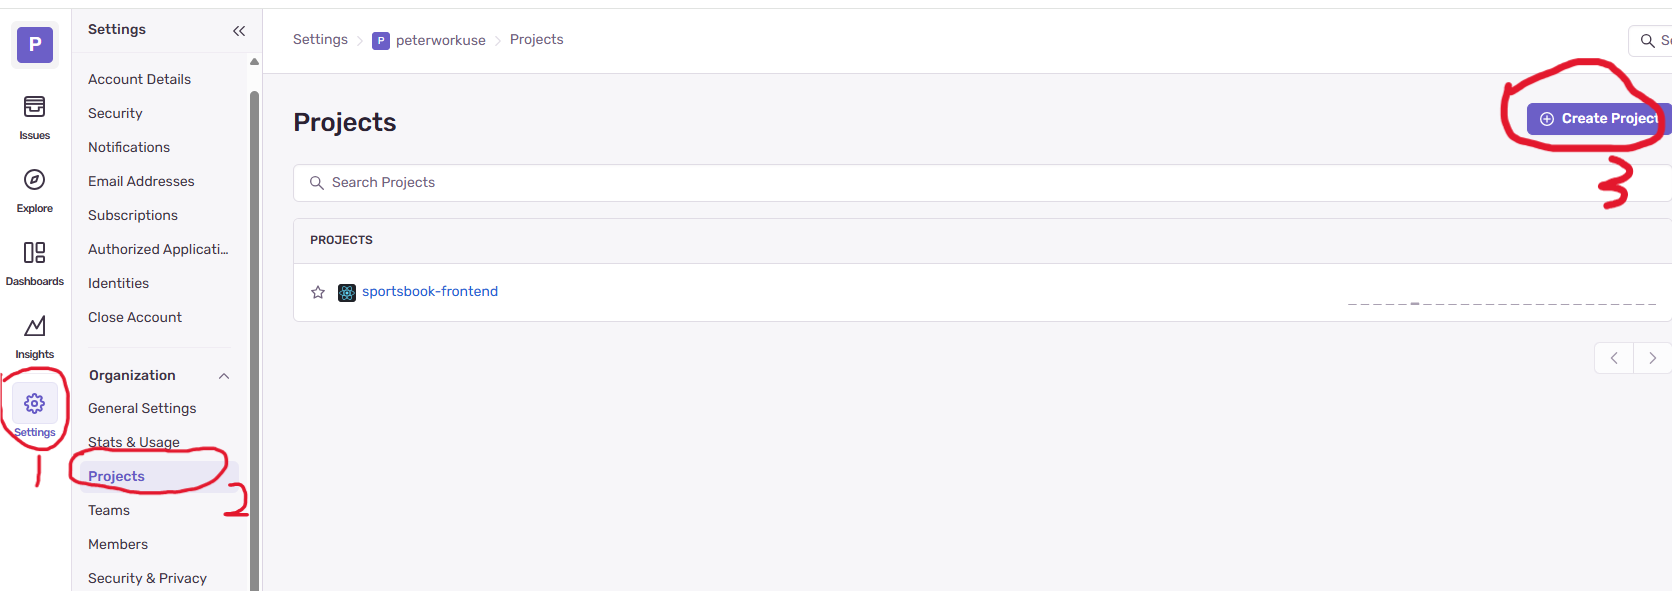 P
Issues
Explore
Dashboards
Insights
Settings
1
Settings
Account Details
Security
Notifications
Email Addresses
Subscriptions
Authorized Applicati...
Identities
Close Account
Organization
General Settings
Stats & Usage
Projects
2
Teams
Members
Security & Privacy
Settings > P peterworkuse > Projects
Projects
Create Project
3
Search Projects
PROJECTS
sportsbook-frontend